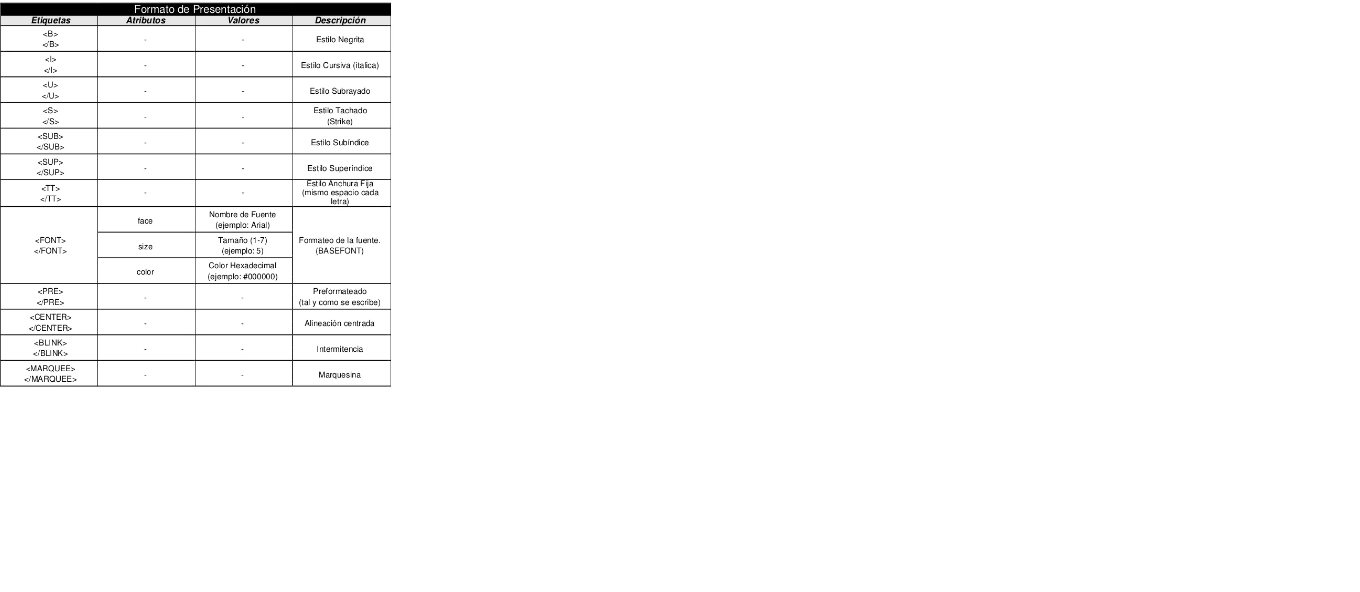 Formato de Presentación
Etiquetas Atributos Valores Descripción
<B>
</B>
- - Estilo Negrita
<I>
</I>
- - Estilo Cursiva (italica)
<U>
</U>
- - Estilo Subrayado
<S>
</S>
- - Estilo Tachado
(Strike)
<SUB>
</SUB>
- - Estilo Subíndice
<SUP>
</SUP>
- - Estilo Superíndice
<TT>
</TT>
- - Estilo Anchura Fija
(mismo espacio cada
letra)
<FONT>
</FONT>
face
Nombre de Fuente
(ejemplo: Arial)
size
Tamaño (1-7)
(ejemplo: 5)
color
Color Hexadecimal
(ejemplo: #000000)
Formateo de la fuente.
(BASEFONT)
<PRE>
</PRE>
- - Preformateado
(tal y como se escribe)
<CENTER>
</CENTER>
- - Alineación centrada
<BLINK>
</BLINK>
- - Intermitencia
<MARQUEE>
</MARQUEE>
- - Marquesina